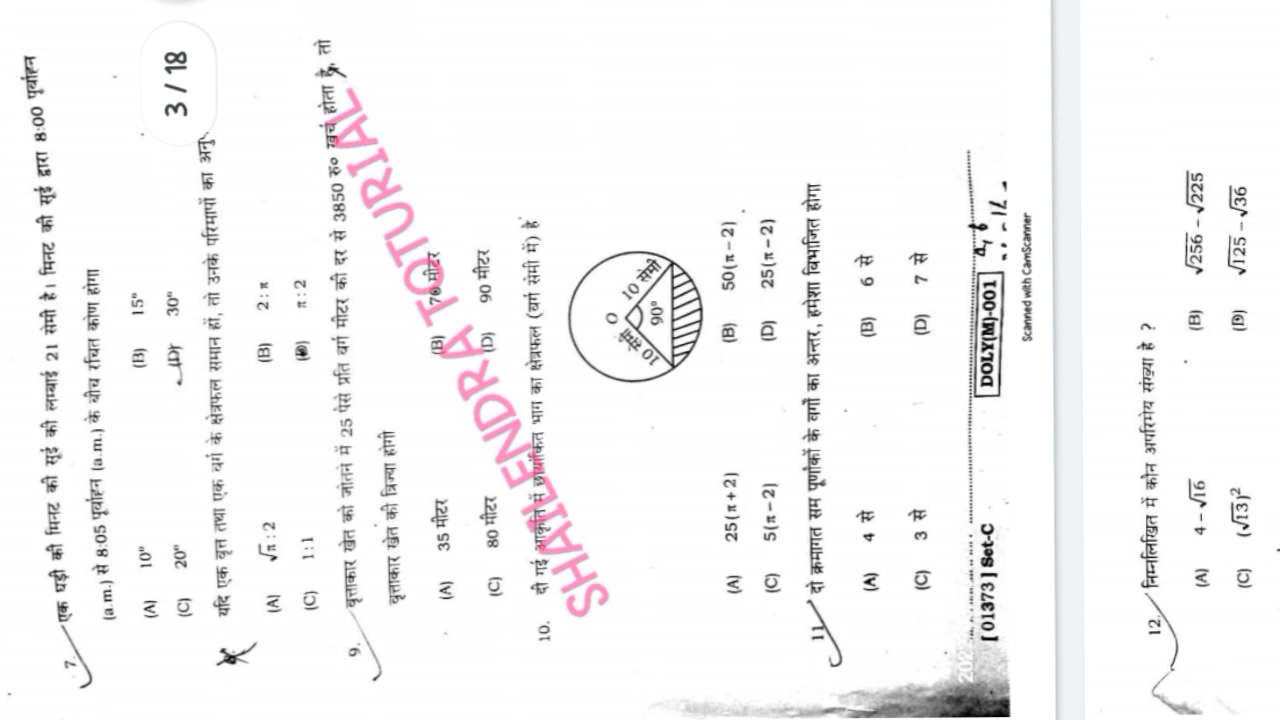 3 / 18
7. एक घड़ी की मिनट की सूई की लम्बाई 21 सेमी है। मिनट की सूई द्वारा 8:00 पूर्वाह्न
(a.m.) से 8:05 पूर्वाह्न (a.m.) के बीच रचित कोण होगा
(A) 10° (B) 15°
(C) 20° (D) 30°
यदि एक वृत्त तथा एक वर्ग के क्षेत्रफल समान हों, तो उनके परिमापों का
(A) √π : 2 (B) 2 : π
(C) 1:1 π : 2
9. वृत्ताकार खेत को जोतने में 25 पैसे प्रति वर्ग मीटर की दर से 3850 रु० खर्च होता है, तो
वृत्ताकार खेत की त्रिज्या होगी
(A) 35 मीटर (B) 70 मीटर
(C) 80 मीटर (D) 90 मीटर
10. दी गई आकृति में छायांकित भाग का क्षेत्रफल (वर्ग सेमी में) है
O
10 सेमी 10 सेमी
90°
(A) 25(π+2) (B) 50(π−2)
(C) 5(π−2) (D) 25(π−2)
11. दो क्रमागत सम पूर्णांकों के वर्गों का अन्तर, हमेशा विभाजित होगा
(A) 4 से (B) 6 से
(C) 3 से (D) 7 से
[ 01373 ] Set-C DOLY(M)-001
Scanned with CamScanner
SHAILENDRA TOTURIAL
12. निम्नलिखित में कौन अपरिमेय संख्या है ?
(A) 4−√16 (B) √256 − √225
(C) (√13)² (D) √125 − √36